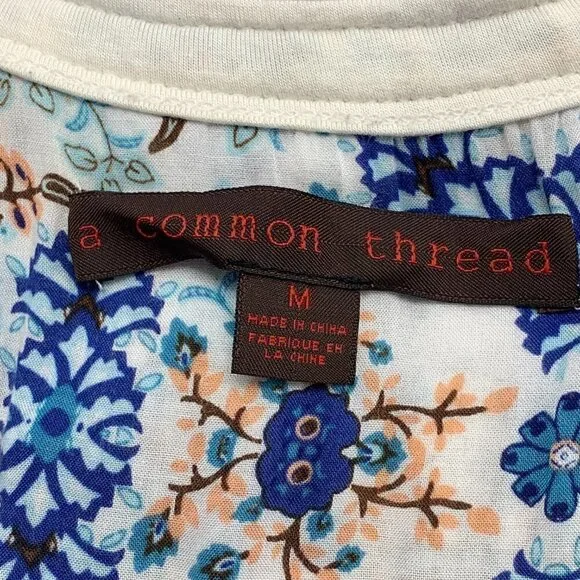 a common thread
M
MADE IN CHINA
FABRIQUE EN
LA CHINE